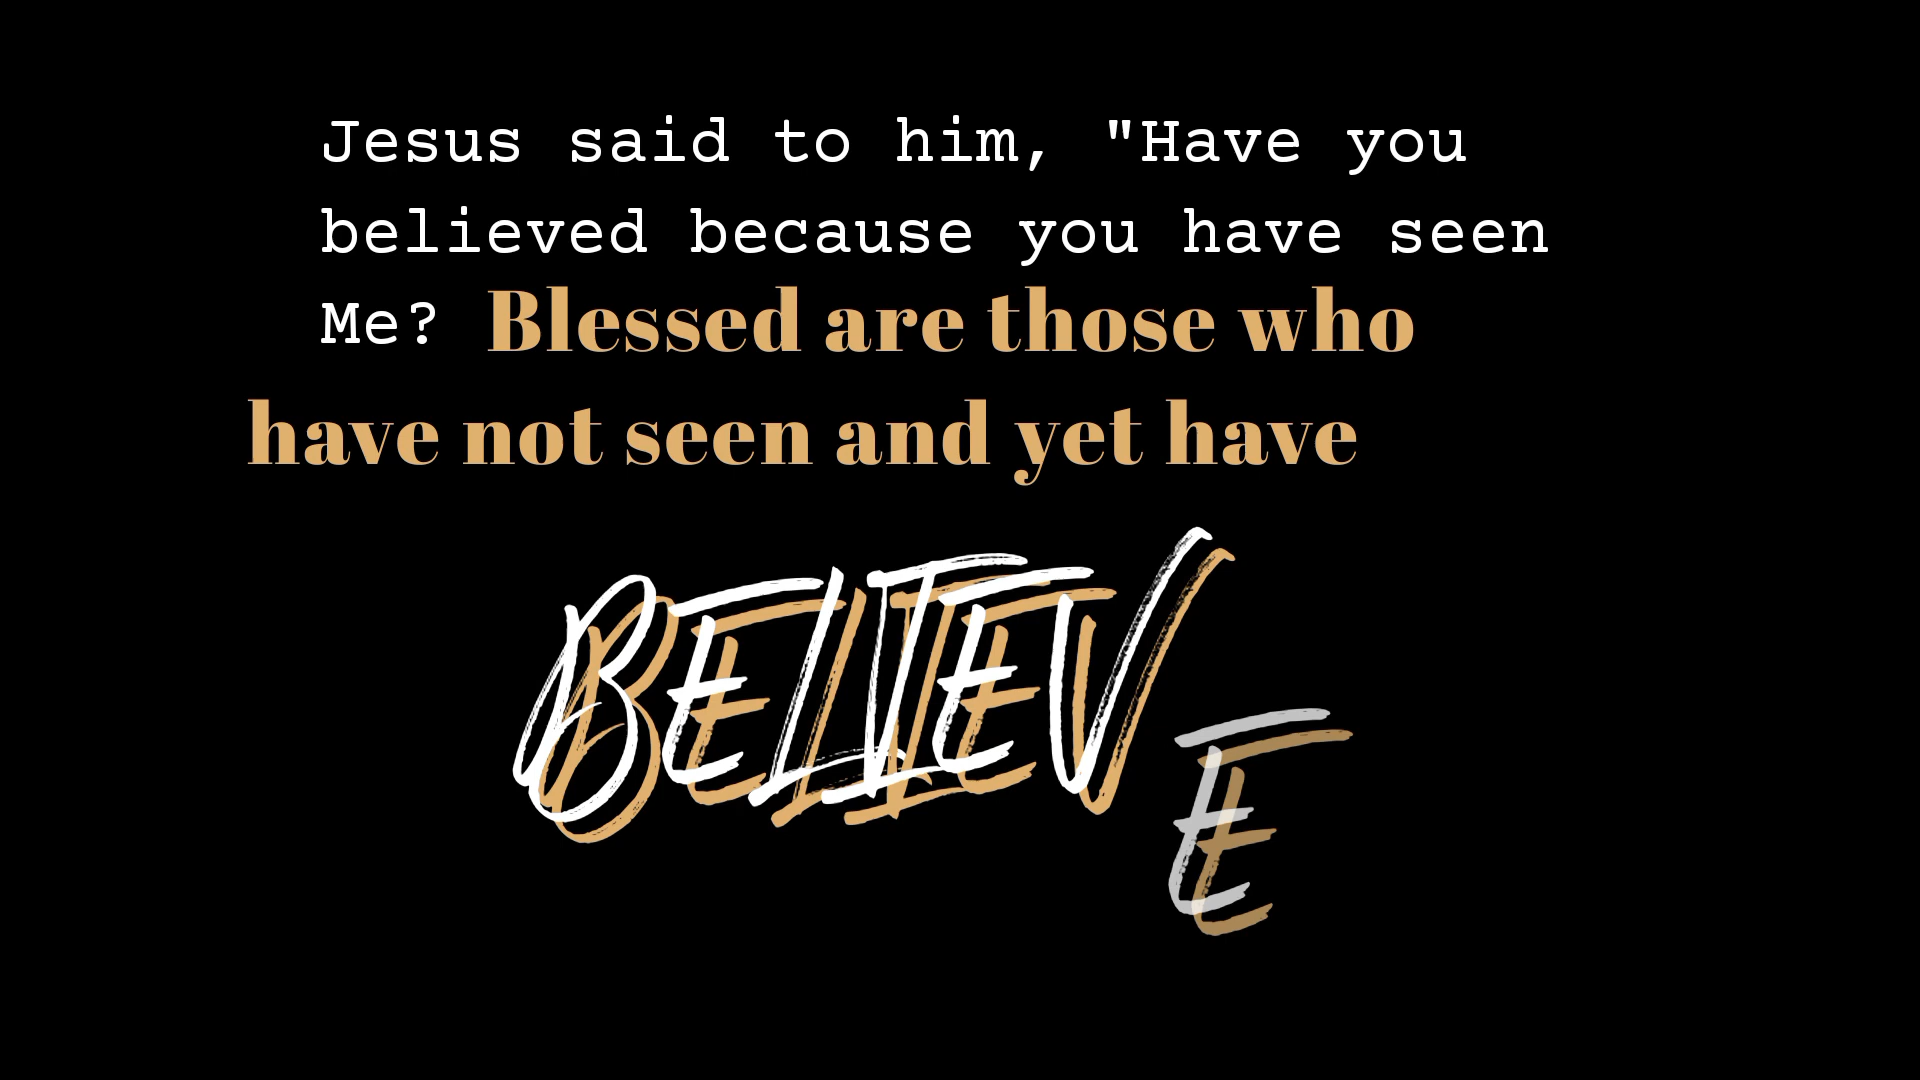 Jesus said to him, "Have you
believed because you have seen
Me? Blessed are those who
have not seen and yet have
BELIEVE